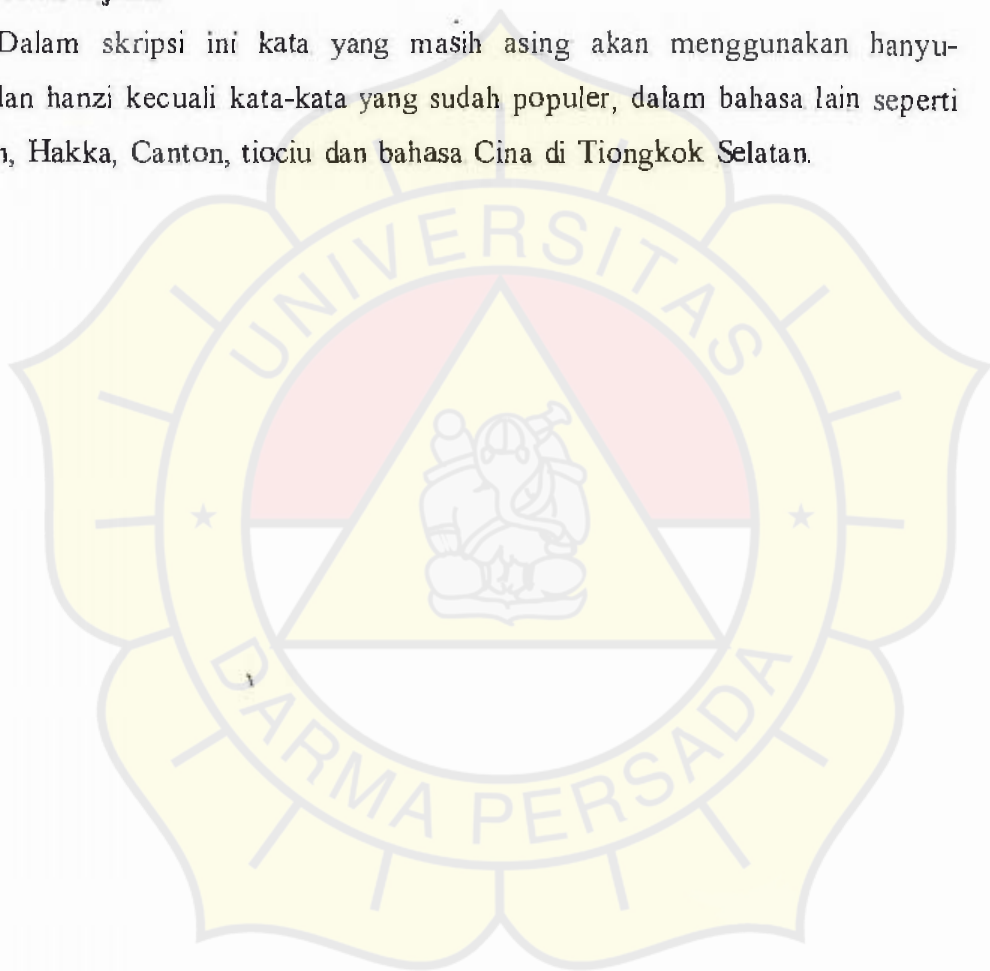 Dalam skripsi ini kata yang masih asing akan menggunakan hanyu-
dan hanzi kecuali kata-kata yang sudah populer, dalam bahasa lain seperti
Hakka, Canton, tiociu dan bahasa Cina di Tiongkok Selatan.
UNIVERSITAS
DARMA PERSADA